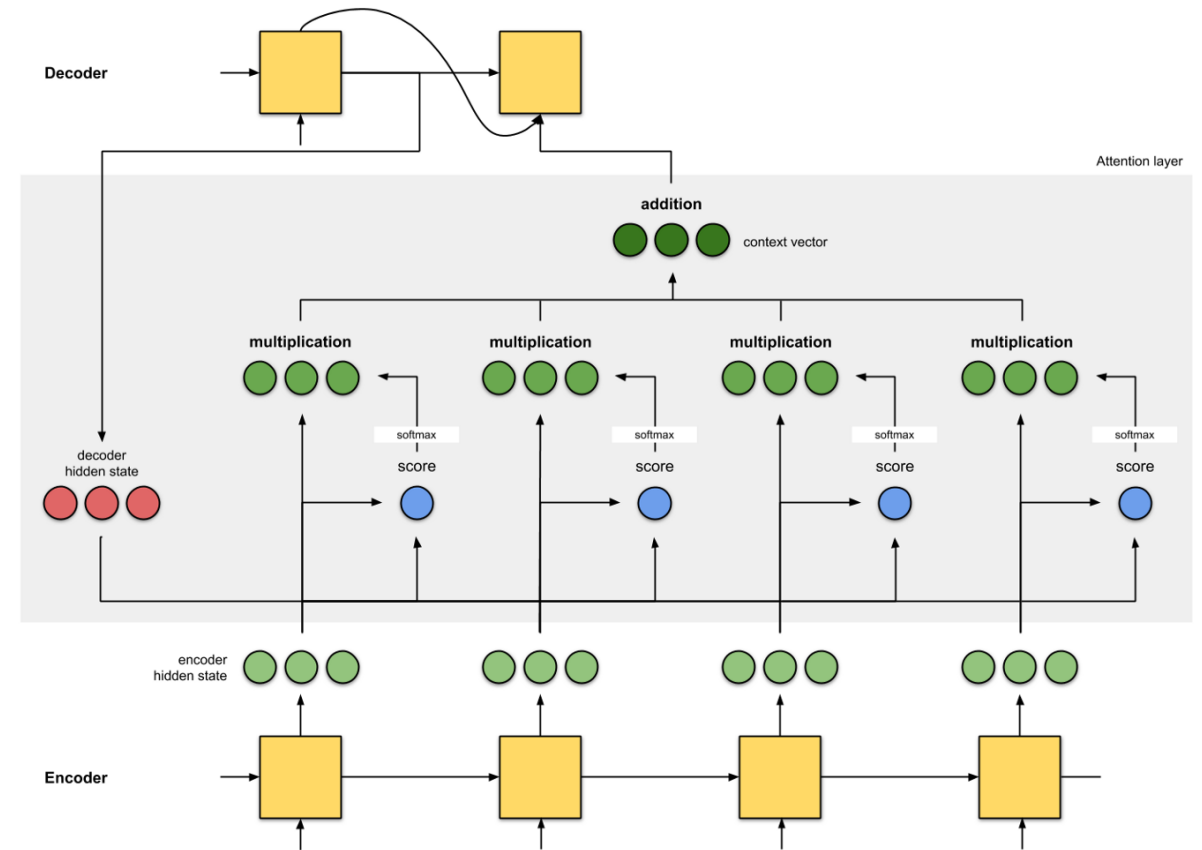 Decoder
Attention layer
addition
context vector
multiplication
multiplication
multiplication
multiplication
softmax
softmax
softmax
softmax
decoder
hidden state
score
score
score
score
encoder
hidden state
Encoder